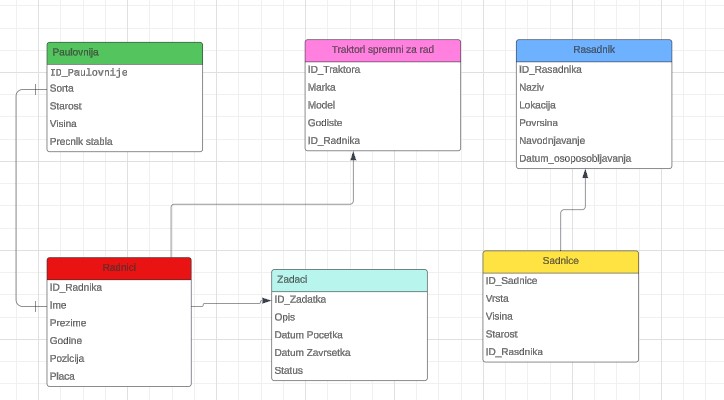 Paulovnija
ID_Paulovnije
Sorta
Starost
Visina
Precnik stabla
Traktori spremni za rad
ID_Traktora
Marka
Model
Godiste
ID_Radnika
Rasadnik
ID_Rasadnika
Naziv
Lokacija
Povrsina
Navodnjavanje
Datum_osoposobljavanja
Radnici
ID_Radnika
Ime
Prezime
Godine
Pozicija
Placa
Zadaci
ID_Zadatka
Opis
Datum Pocetka
Datum Zavrsetka
Status
Sadnice
ID_Sadnice
Vrsta
Visina
Starost
ID_Rasdnika